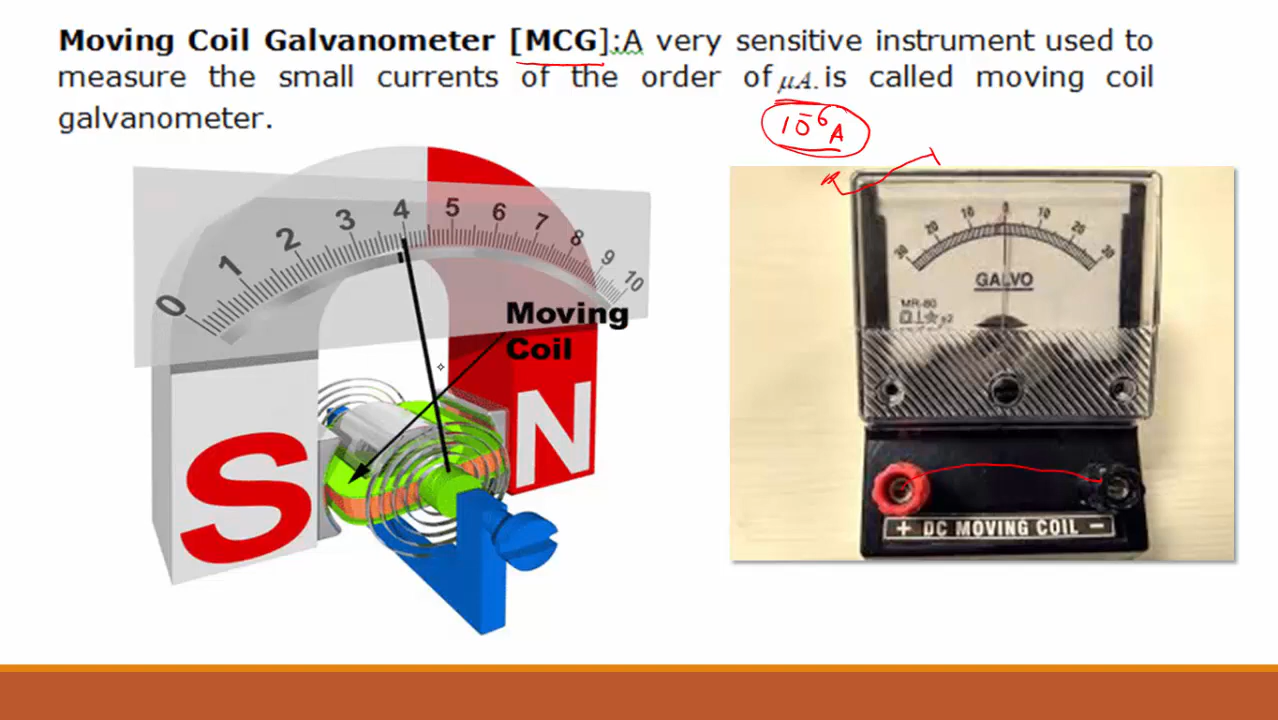 Moving Coil Galvanometer [MCG]:A very sensitive instrument used to
measure the small currents of the order of μA. is called moving coil
galvanometer.
10⁻⁶A
0 1 2 3 4 5 6 7 8 9 10
Moving
Coil
S
N
30 20 10 0 10 20 30
GALVO
MR-80
+ DC MOVING COIL -